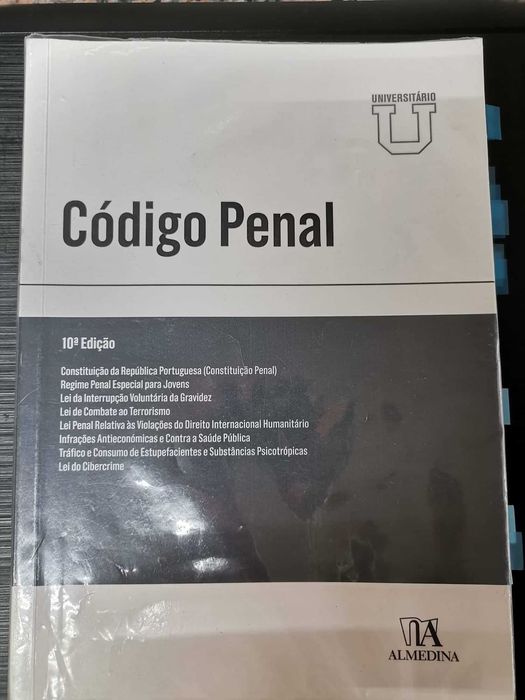 UNIVERSITÁRIO
U
Código Penal
10ª Edição
Constituição da República Portuguesa (Constituição Penal)
Regime Penal Especial para Jovens
Lei da Interrupção Voluntária da Gravidez
Lei de Combate ao Terrorismo
Lei Penal Relativa às Violações do Direito Internacional Humanitário
Infrações Antieconómicas e Contra a Saúde Pública
Tráfico e Consumo de Estupefacientes e Substâncias Psicotrópicas
Lei do Cibercrime
ALMEDINA